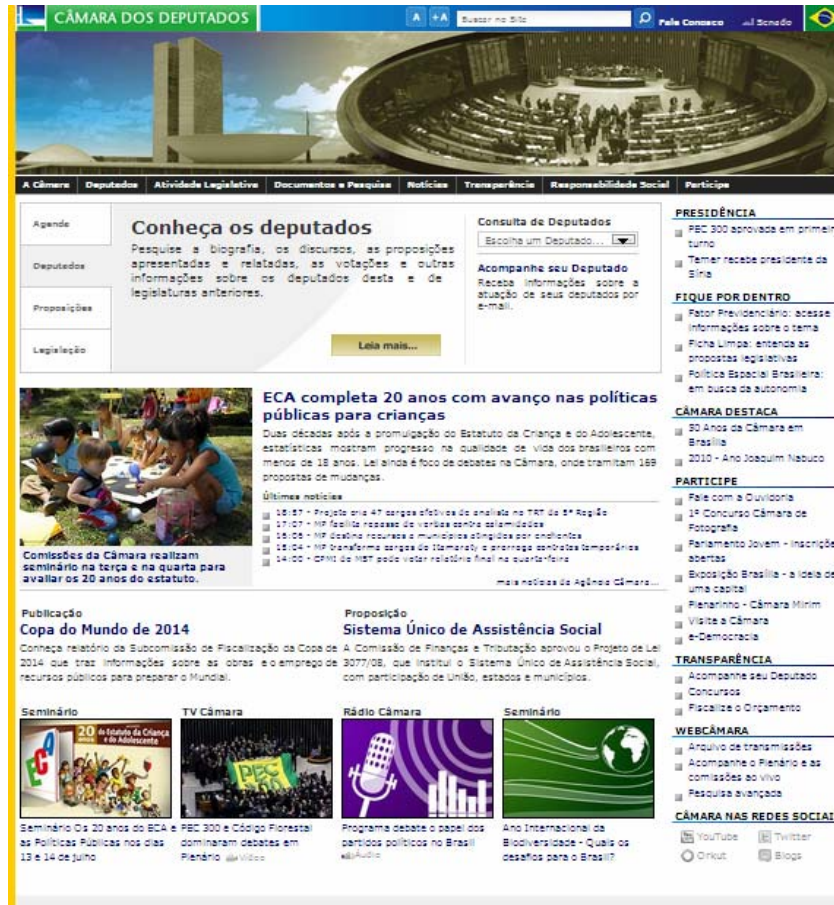 CÂMARA DOS DEPUTADOS
A +A
Buscar no Site
Fale Conosco
Senado
A Câmara Deputados Atividade Legislativa Documentos e Pesquisa Notícias Transparência Responsabilidade Social Participe
Agenda
Deputados
Proposições
Legislação
Conheça os deputados
Pesquise a biografia, os discursos, as proposições
apresentadas e relatadas, as votações e outras
informações sobre os deputados desta e de
legislaturas anteriores.
Leia mais...
Consulta de Deputados
Escolha um Deputado...
Acompanhe seu Deputado
Receba informações sobre a
atuação de seus deputados por
e-mail.
ECA completa 20 anos com avanço nas políticas
públicas para crianças
Duas décadas após a promulgação do Estatuto da Criança e do Adolescente,
estatísticas mostram progresso na qualidade de vida dos brasileiros com
menos de 18 anos. Lei ainda é foco de debates na Câmara, onde tramitam 169
propostas de mudanças.
Últimas notícias
18:57 - Projeto cria 47 cargos efetivos de analista no TRT da 5ª Região
17:07 - MP facilita repasse de verbas contra calamidades
16:06 - MP destina recursos a municípios atingidos por enchentes
15:04 - MP transforma cargos do Itamaraty e prorroga contratos temporários
14:00 - CPMI do MST pode votar relatório final na quarta-feira
mais notícias da Agência Câmara...
Comissões da Câmara realizam
seminário na terça e na quarta para
avaliar os 20 anos do estatuto.
Publicação
Copa do Mundo de 2014
Conheça relatório da Subcomissão de Fiscalização da Copa de
2014 que traz informações sobre as obras e o emprego de
recursos públicos para preparar o Mundial.
Proposição
Sistema Único de Assistência Social
A Comissão de Finanças e Tributação aprovou o Projeto de Lei
3077/08, que institui o Sistema Único de Assistência Social,
com participação de União, estados e municípios.
Seminário
20 anos do Estatuto da Criança
e do Adolescente
ECA
Seminário Os 20 anos do ECA e
as Políticas Públicas nos dias
13 e 14 de julho
TV Câmara
PEC
300
PEC 300 e Código Florestal
dominaram debates em
Plenário Vídeo
Rádio Câmara
Programa debate o papel dos
partidos políticos no Brasil
Áudio
Seminário
Ano Internacional da
Biodiversidade - Quais os
desafios para o Brasil?
PRESIDÊNCIA
PEC 300 aprovada em primeir
turno
Temer recebe presidente da
Síria
FIQUE POR DENTRO
Fator Previdenciário: acesse
informações sobre o tema
Ficha Limpa: entenda as
propostas legislativas
Política Espacial Brasileira:
em busca da autonomia
CÂMARA DESTACA
50 Anos da Câmara em
Brasília
2010 - Ano Joaquim Nabuco
PARTICIPE
Fale com a Ouvidoria
1º Concurso Câmara de
Fotografia
Parlamento Jovem - inscriçõe
abertas
Exposição Brasília - a ideia de
uma capital
Plenarinho - Câmara Mirim
Visite a Câmara
e-Democracia
TRANSPARÊNCIA
Acompanhe seu Deputado
Concursos
Fiscalize o Orçamento
WEBCÂMARA
Arquivo de transmissões
Acompanhe o Plenário e as
comissões ao vivo
Pesquisa avançada
CÂMARA NAS REDES SOCIAI
YouTube Twitter
Orkut Blogs